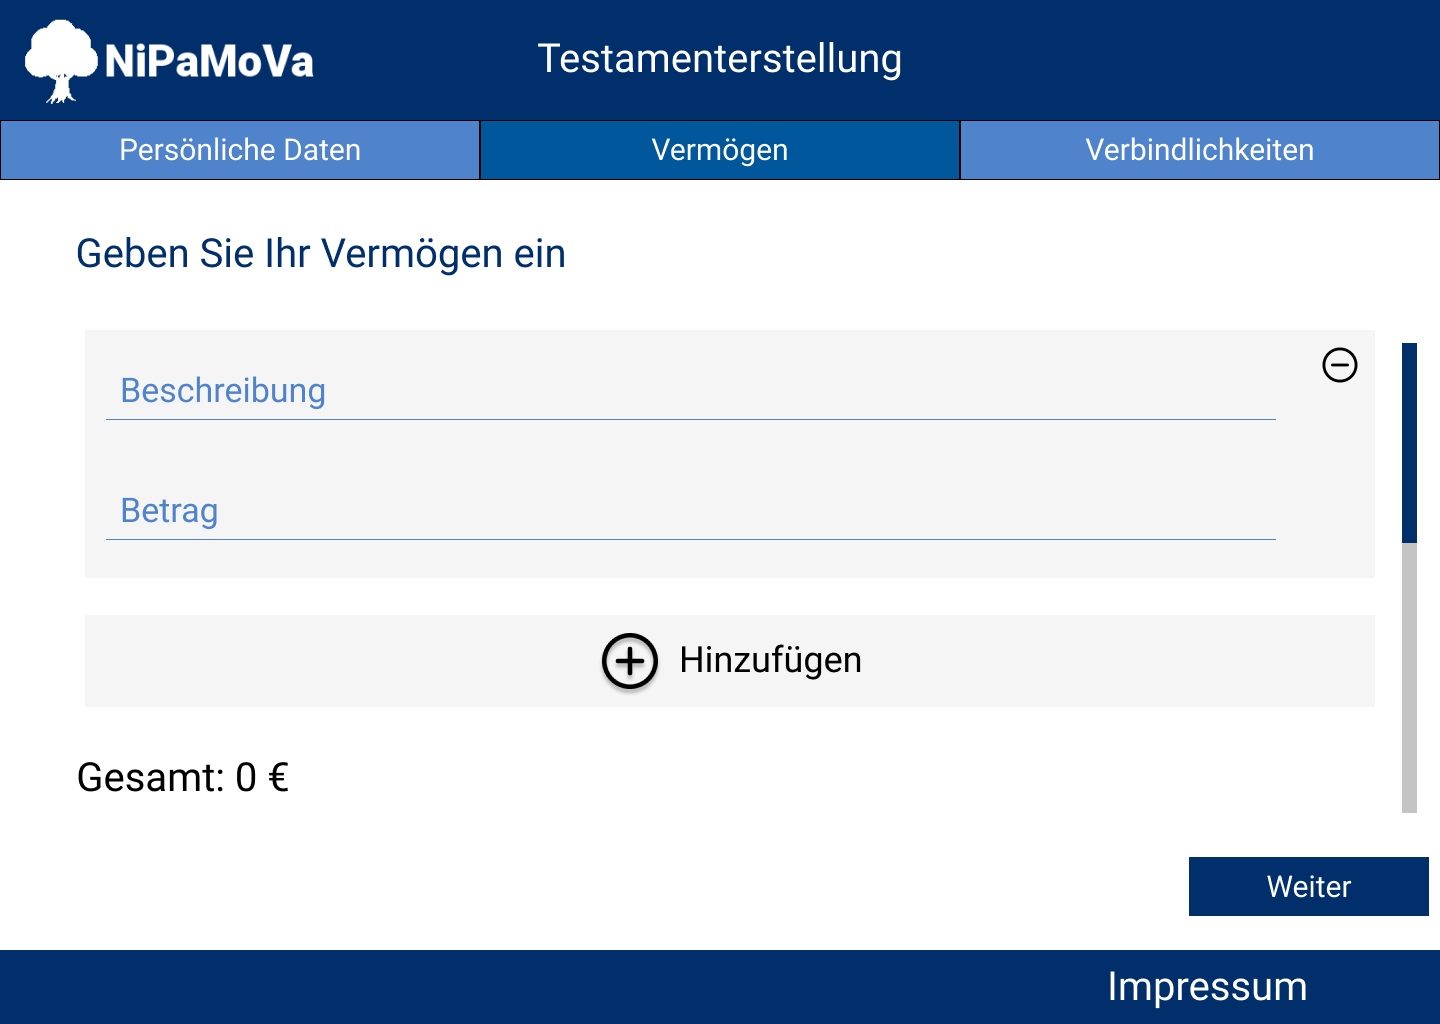 NiPaMoVa
Testamenterstellung
Persönliche Daten
Vermögen
Verbindlichkeiten
Geben Sie Ihr Vermögen ein
Beschreibung
Betrag
Hinzufügen
Gesamt: 0 €
Weiter
Impressum